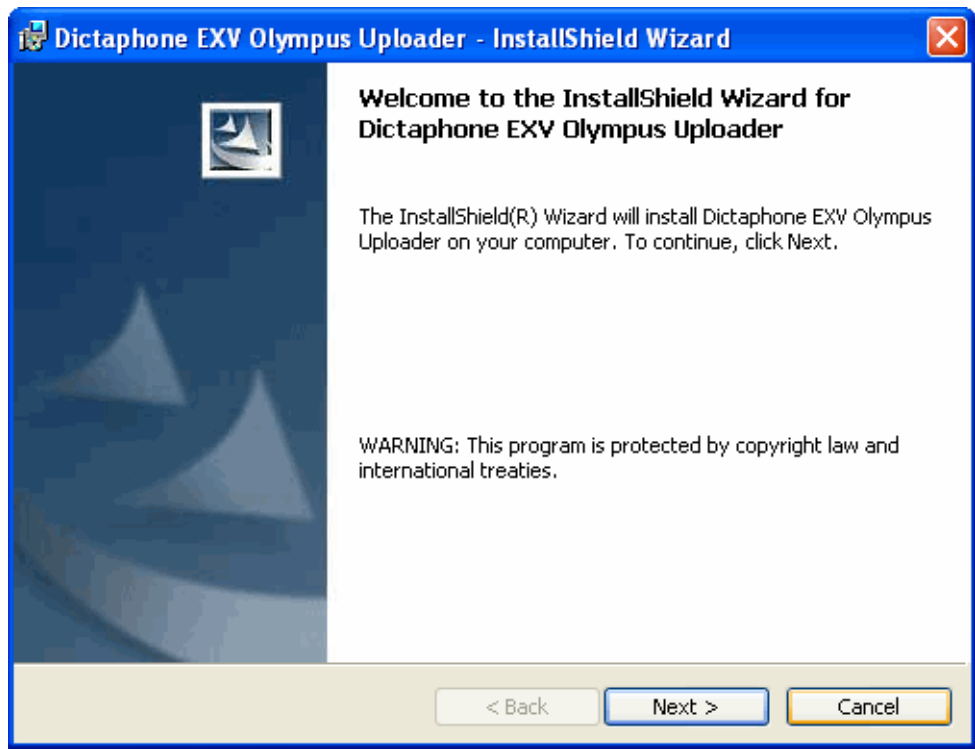 Dictaphone EXV Olympus Uploader - InstallShield Wizard
Welcome to the InstallShield Wizard for
Dictaphone EXV Olympus Uploader
The InstallShield(R) Wizard will install Dictaphone EXV Olympus
Uploader on your computer. To continue, click Next.
WARNING: This program is protected by copyright law and
international treaties.
< Back Next > Cancel